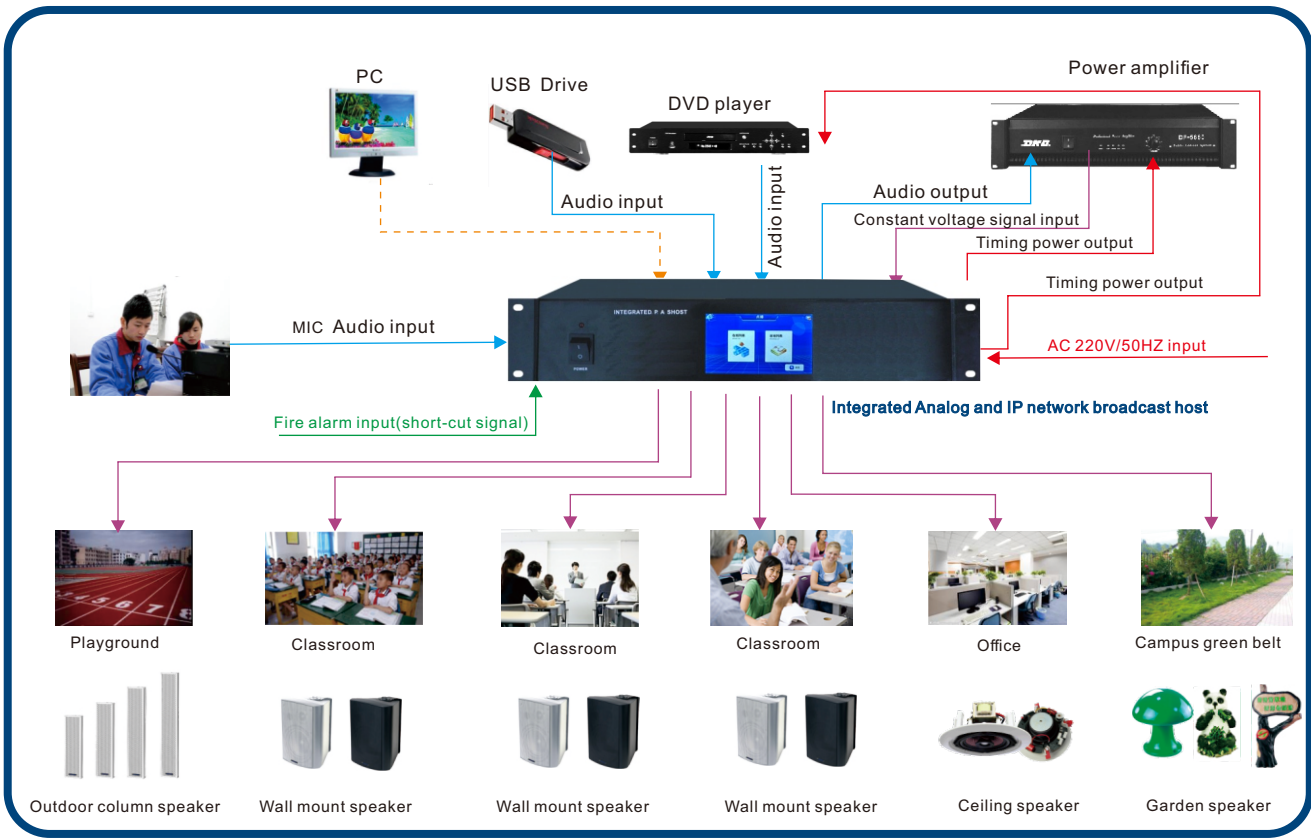 PC
USB Drive
DVD player
Power amplifier
Audio input
Audio input
Audio output
Constant voltage signal input
Timing power output
Timing power output
INTEGRATED P A SHOST
POWER
MIC Audio input
AC 220V/50HZ input
Integrated Analog and IP network broadcast host
Fire alarm input(short-cut signal)
Playground
Classroom
Classroom
Classroom
Office
Campus green belt
Outdoor column speaker
Wall mount speaker
Wall mount speaker
Wall mount speaker
Ceiling speaker
Garden speaker